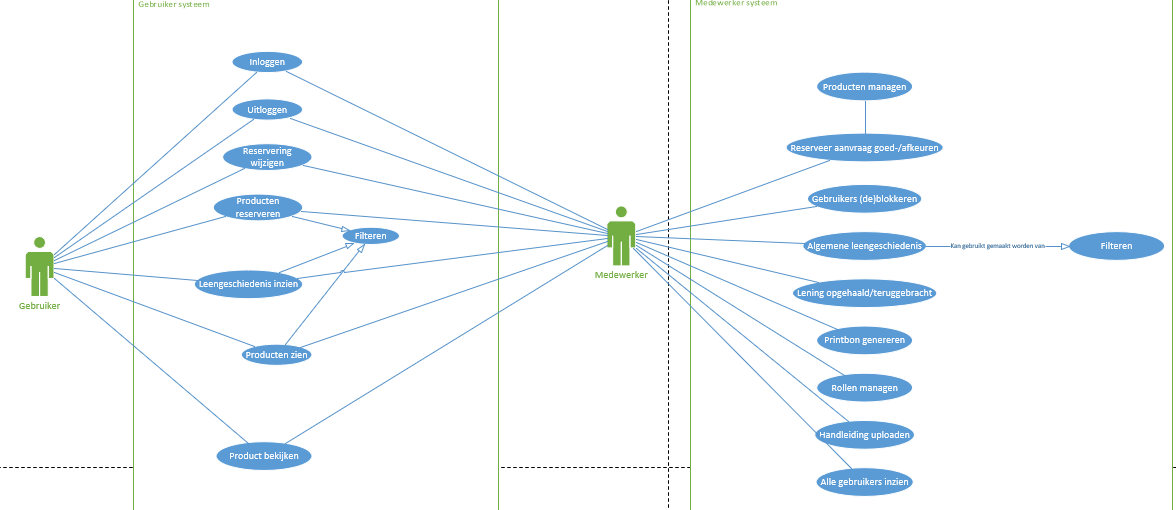 Gebruiker systeem
Medewerker systeem
Inloggen
Uitloggen
Reservering
wijzigen
Producten
reserveren
Filteren
Leengeschiedenis inzien
Producten zien
Product bekijken
Gebruiker
Medewerker
Producten managen
Reserveer aanvraag goed-/afkeuren
Gebruikers (de)blokkeren
Algemene leengeschiedenis
Kan gebruikt gemaakt worden van
Filteren
Lening opgehaald/teruggebracht
Printbon genereren
Rollen managen
Handleiding uploaden
Alle gebruikers inzien